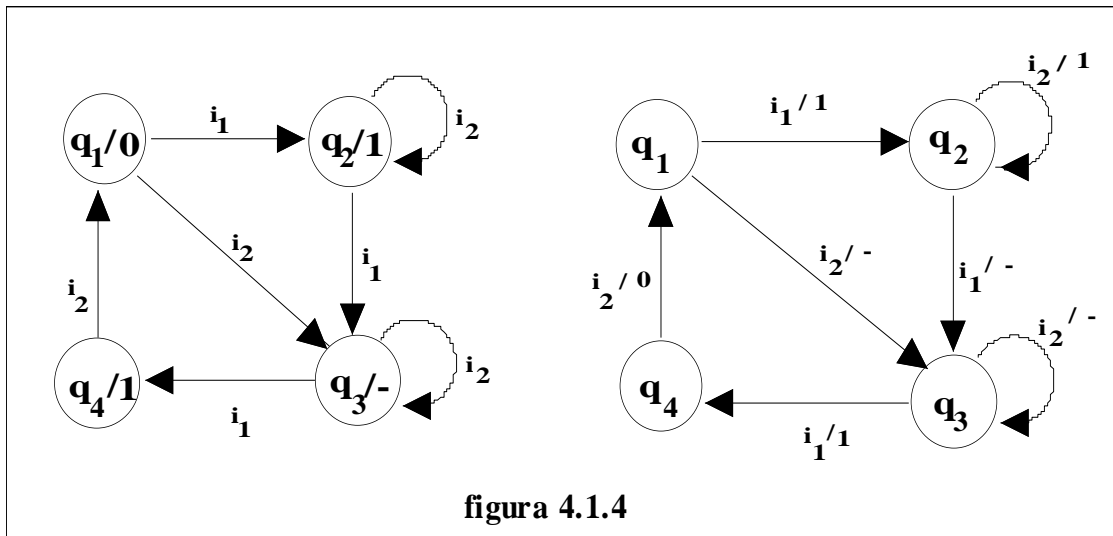 q1/0
i1
q2/1
i2
i2
i1
i2
q4/1
i1
q3/-
i2
q1
i1/1
q2
i2/1
i2/-
i1/-
i2/0
q4
i1/1
q3
i2/-
figura 4.1.4